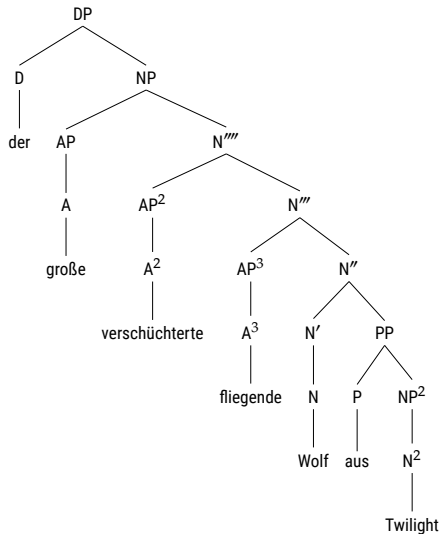 DP
D NP
der AP N′′′′
A AP² N′′′
große A² AP³ N′′
verschüchterte A³ N′ PP
fliegende N P NP²
Wolf aus N²
Twilight